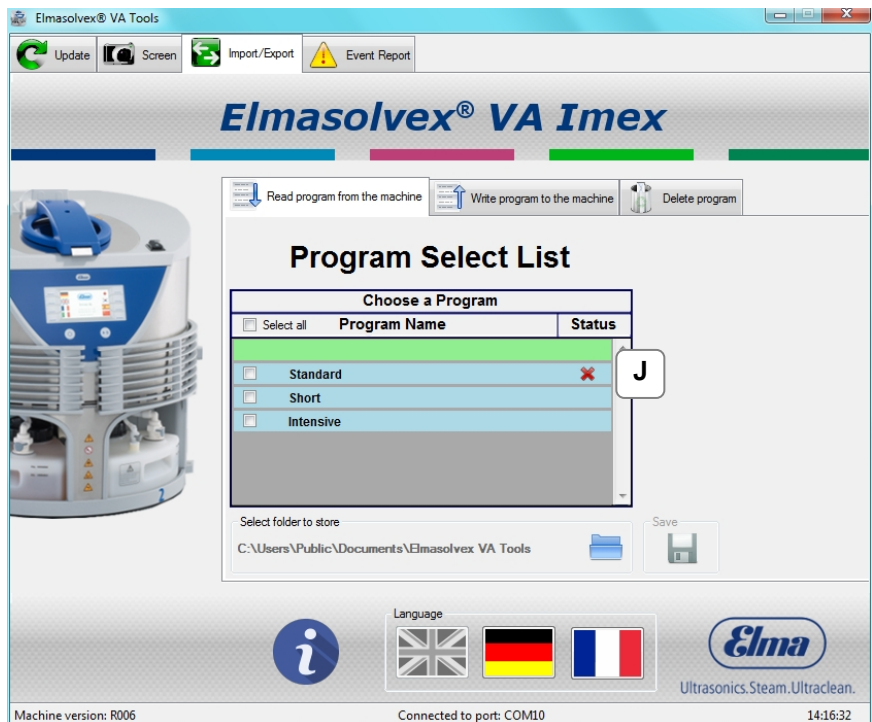 Elmasolvex® VA Tools
Update Screen Import/Export Event Report
Elmasolvex® VA Imex
Read program from the machine Write program to the machine Delete program
Program Select List
Choose a Program
Select all Program Name Status
Standard
J
Short
Intensive
Select folder to store
Save
C:\Users\Public\Documents\Elmasolvex VA Tools
Language
i
Elma
Ultrasonics.Steam.Ultraclean.
Machine version: R006 Connected to port: COM10 14:16:32
elma
2